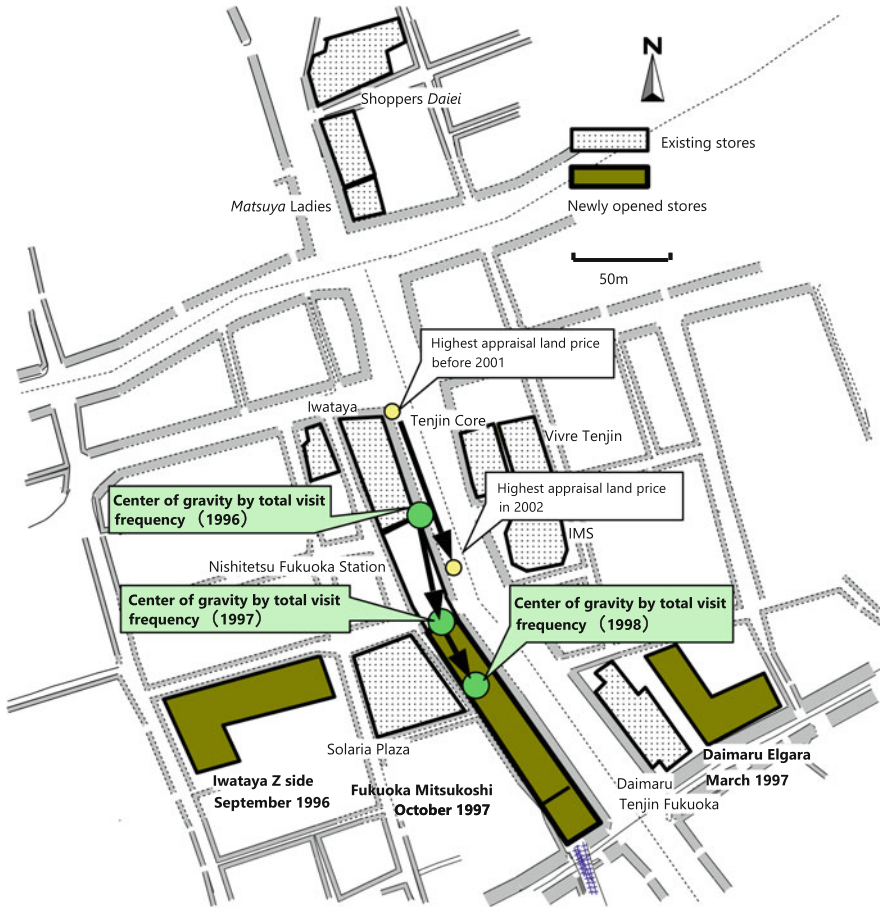 N
Shoppers Daiei
Existing stores
Matsuya Ladies
Newly opened stores
50m
Highest appraisal land price
before 2001
Iwataya
Tenjin Core
Vivre Tenjin
Highest appraisal land price
in 2002
Center of gravity by total visit
frequency （1996）
IMS
Nishitetsu Fukuoka Station
Center of gravity by total visit
frequency （1997）
Center of gravity by total visit
frequency （1998）
Solaria Plaza
Iwataya Z side
September 1996
Fukuoka Mitsukoshi
October 1997
Daimaru Elgara
March 1997
Daimaru
Tenjin Fukuoka